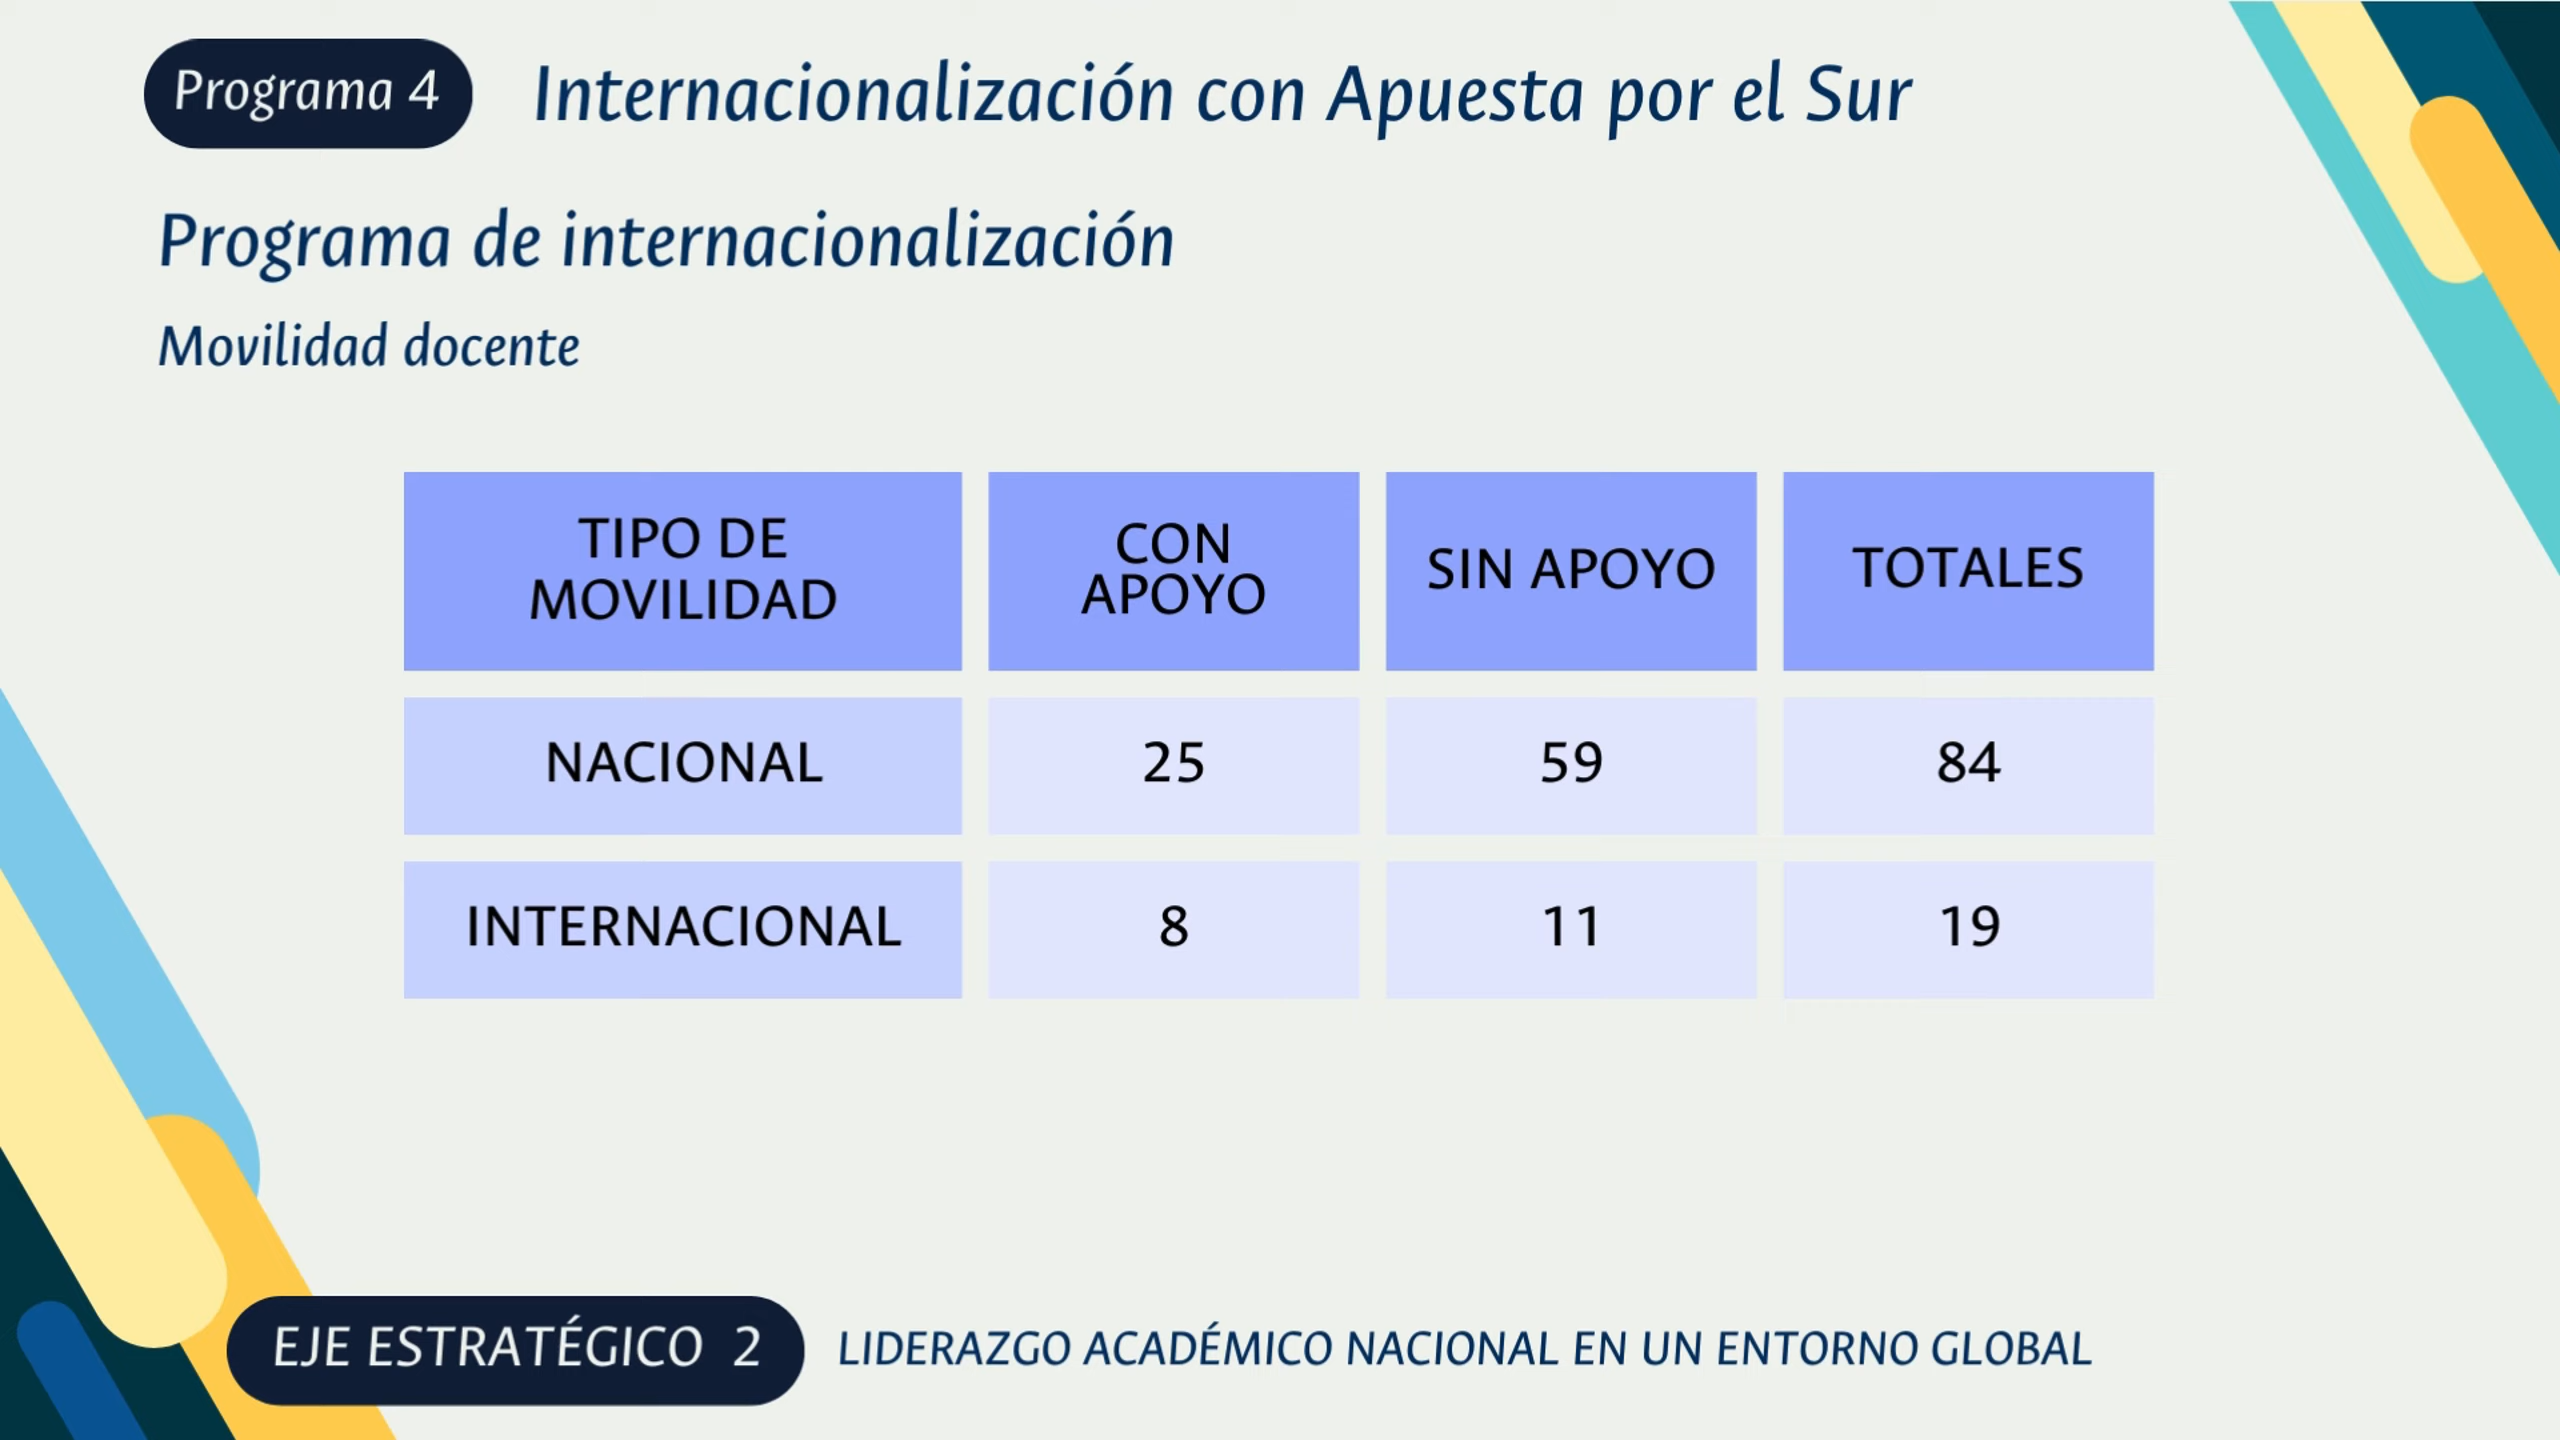 Programa 4
Internacionalización con Apuesta por el Sur
Programa de internacionalización
Movilidad docente
TIPO DE MOVILIDAD CON APOYO SIN APOYO TOTALES
NACIONAL 25 59 84
INTERNACIONAL 8 11 19
EJE ESTRATÉGICO 2
LIDERAZGO ACADÉMICO NACIONAL EN UN ENTORNO GLOBAL